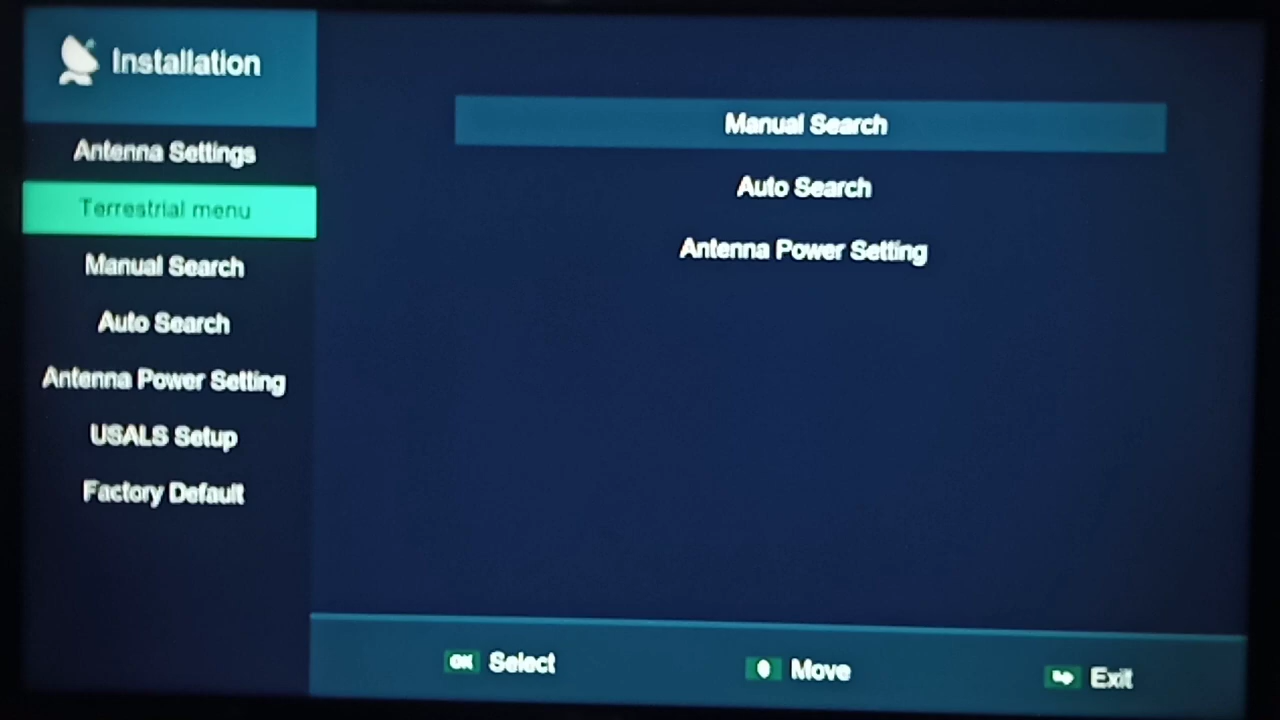 Installation
Antenna Settings
Terrestrial menu
Manual Search
Auto Search
Antenna Power Setting
USALS Setup
Factory Default
Manual Search
Auto Search
Antenna Power Setting
OK Select
Move
Exit